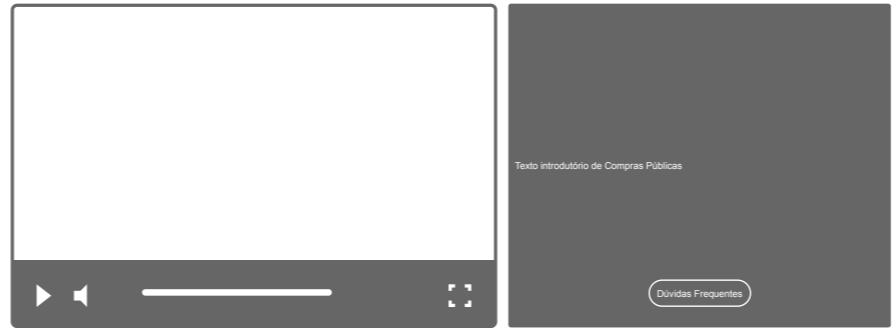 Texto introdutório de Compras Públicas
Dúvidas Frequentes